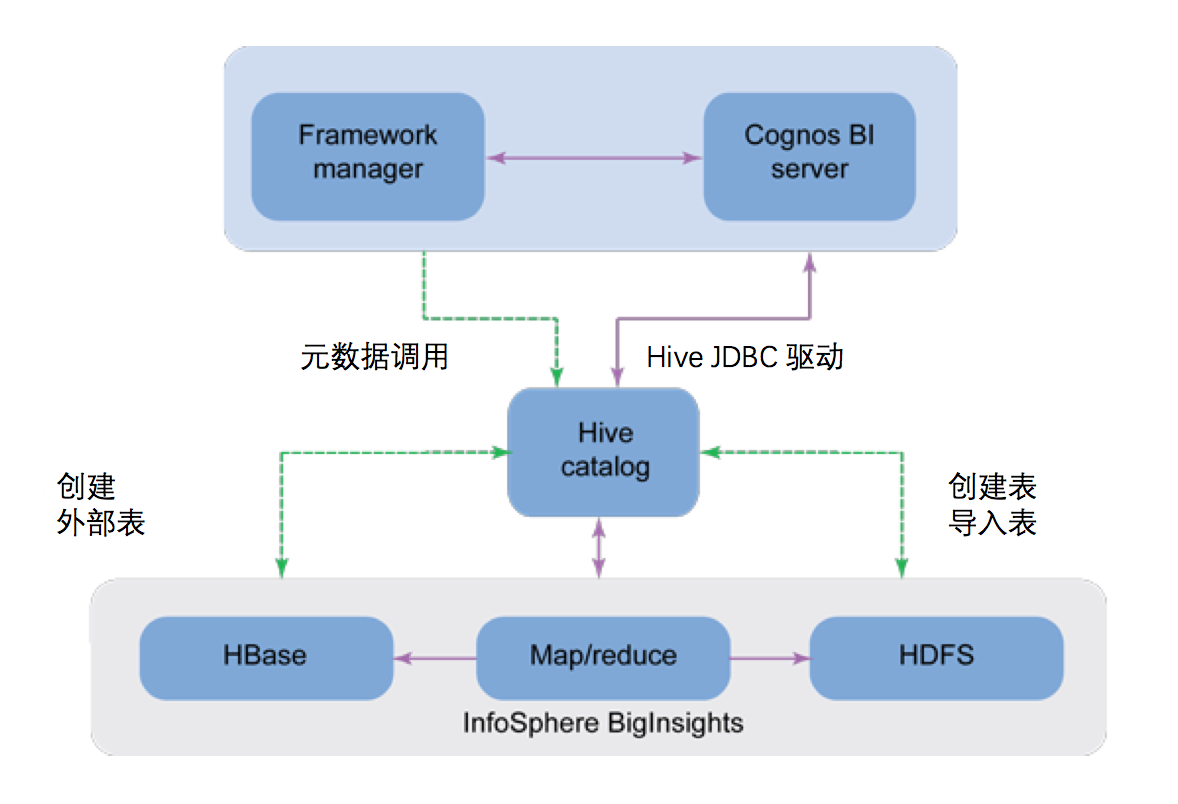 Framework
manager
Cognos BI
server
元数据调用
Hive JDBC 驱动
Hive
catalog
创建
外部表
创建表
导入表
HBase
Map/reduce
HDFS
InfoSphere BigInsights